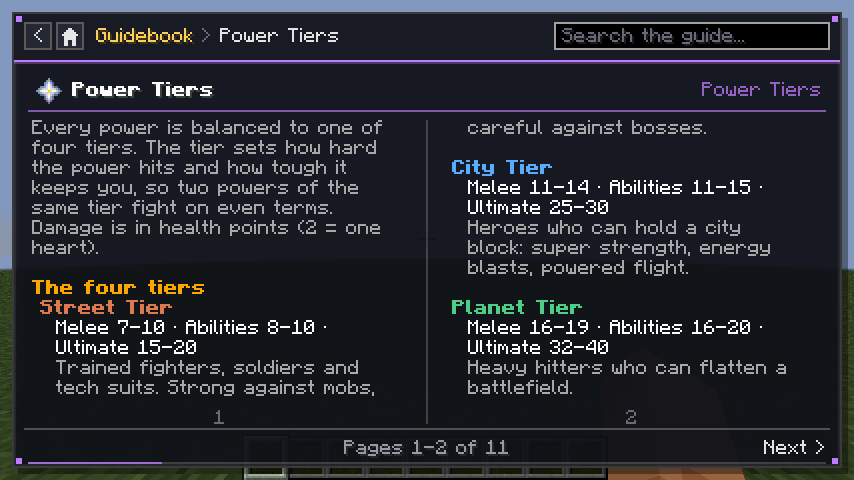 Guidebook > Power Tiers
Search the guide...
Power Tiers
Power Tiers
Every power is balanced to one of
four tiers. The tier sets how hard
the power hits and how tough it
keeps you, so two powers of the
same tier fight on even terms.
Damage is in health points (2 = one
heart).
The four tiers
Street Tier
Melee 7–10 · Abilities 8–10 ·
Ultimate 15–20
Trained fighters, soldiers and
tech suits. Strong against mobs,
1
careful against bosses.
City Tier
Melee 11–14 · Abilities 11–15 ·
Ultimate 25–30
Heroes who can hold a city
block: super strength, energy
blasts, powered flight.
Planet Tier
Melee 16–19 · Abilities 16–20 ·
Ultimate 32–40
Heavy hitters who can flatten a
battlefield.
2
Pages 1–2 of 11
Next >